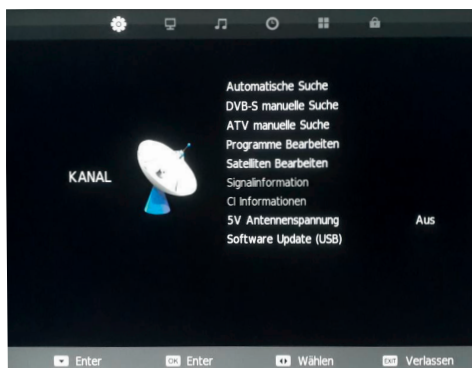 Automatische Suche
DVB-S manuelle Suche
ATV manuelle Suche
Programme Bearbeiten
Satelliten Bearbeiten
KANAL
Signalinformation
CI Informationen
5V Antennenspannung Aus
Software Update (USB)
Enter OK Enter Wählen EXIT Verlassen